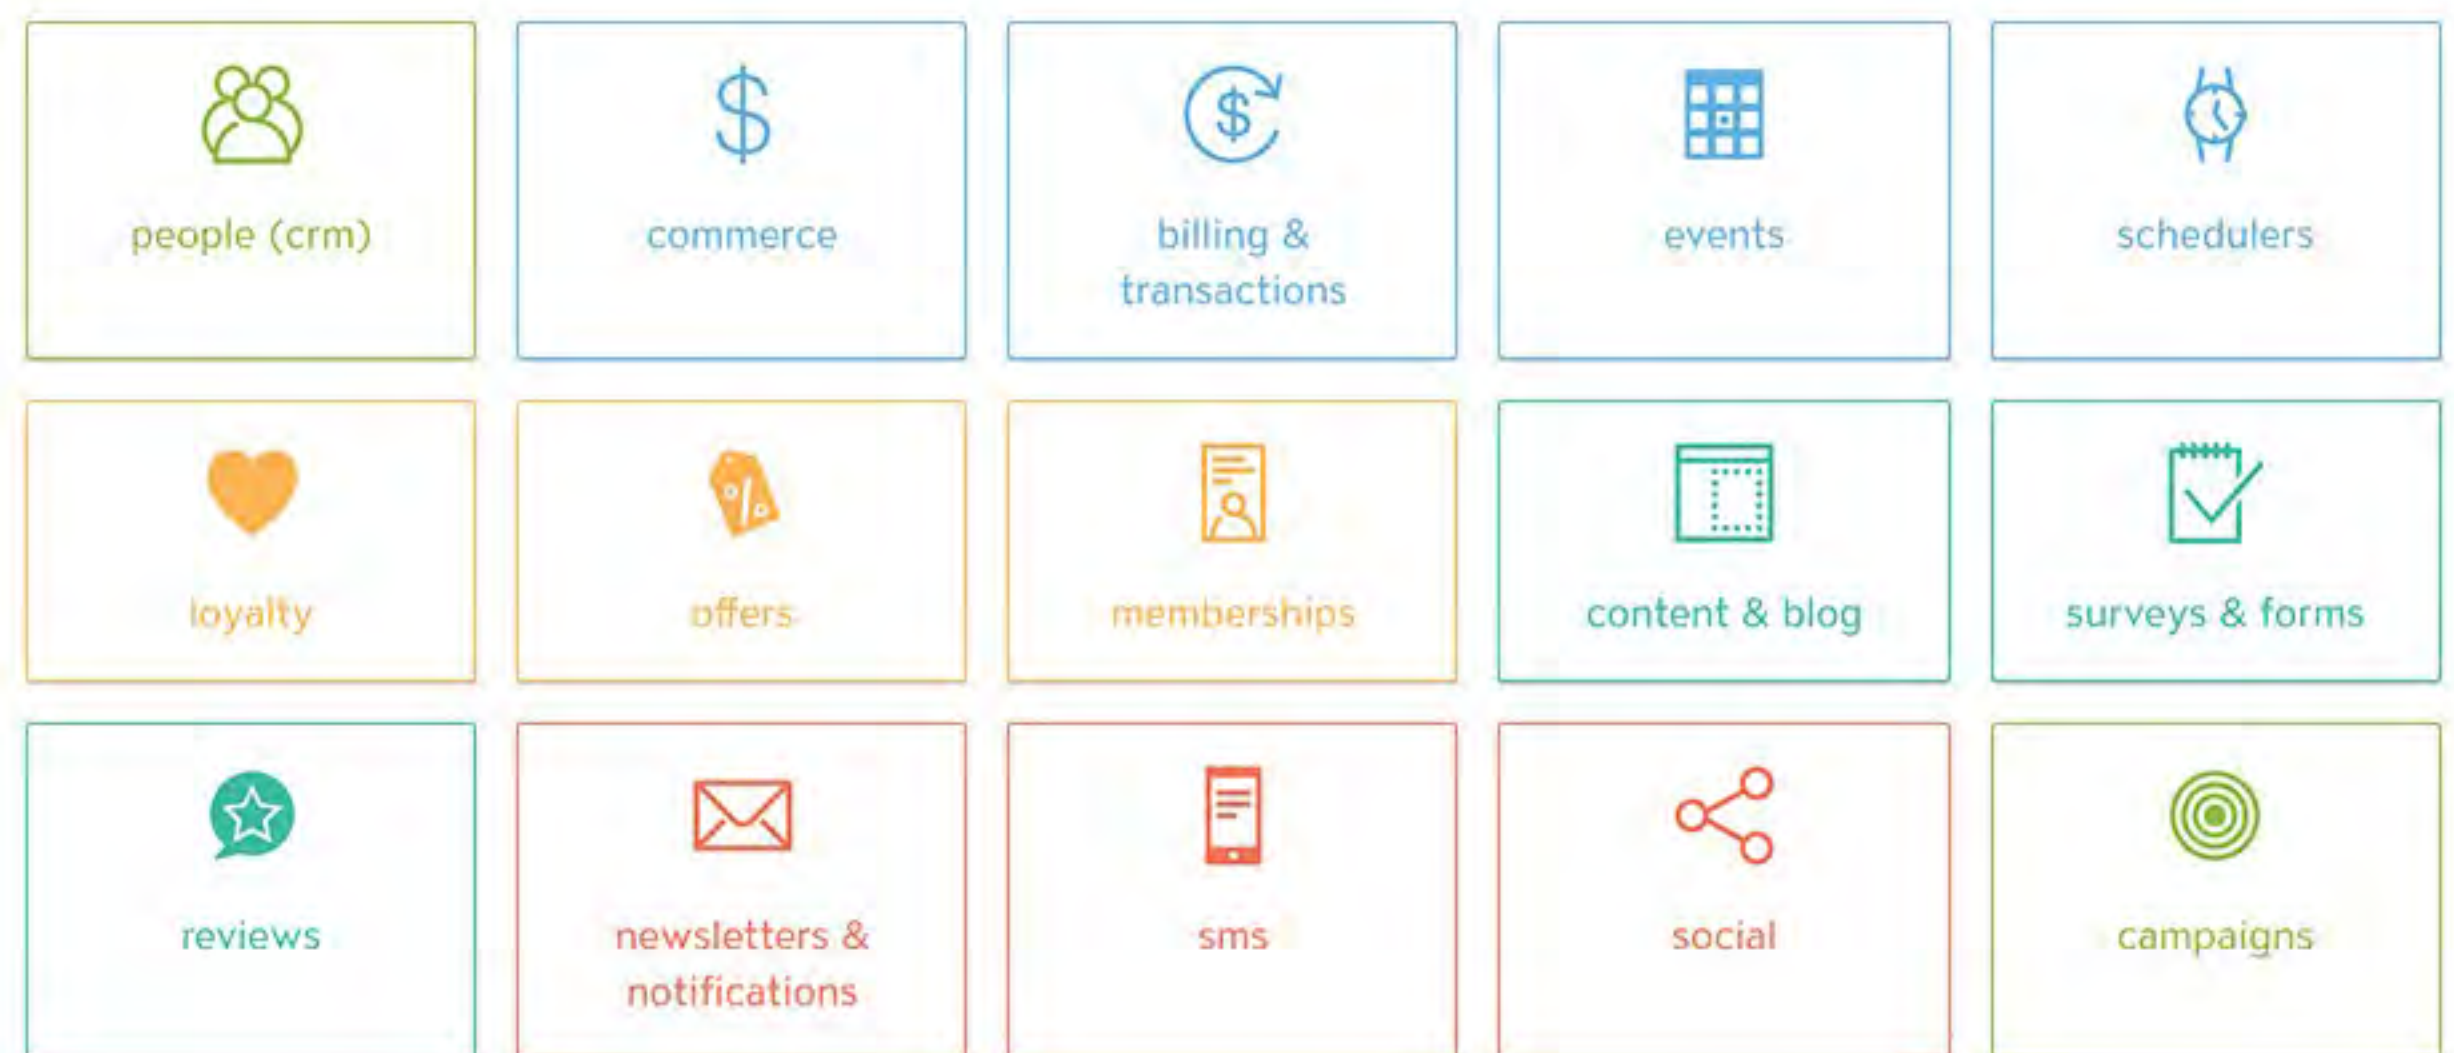 people (crm)
commerce
billing &
transactions
events
schedulers
loyalty
offers
memberships
content & blog
surveys & forms
reviews
newsletters &
notifications
sms
social
campaigns